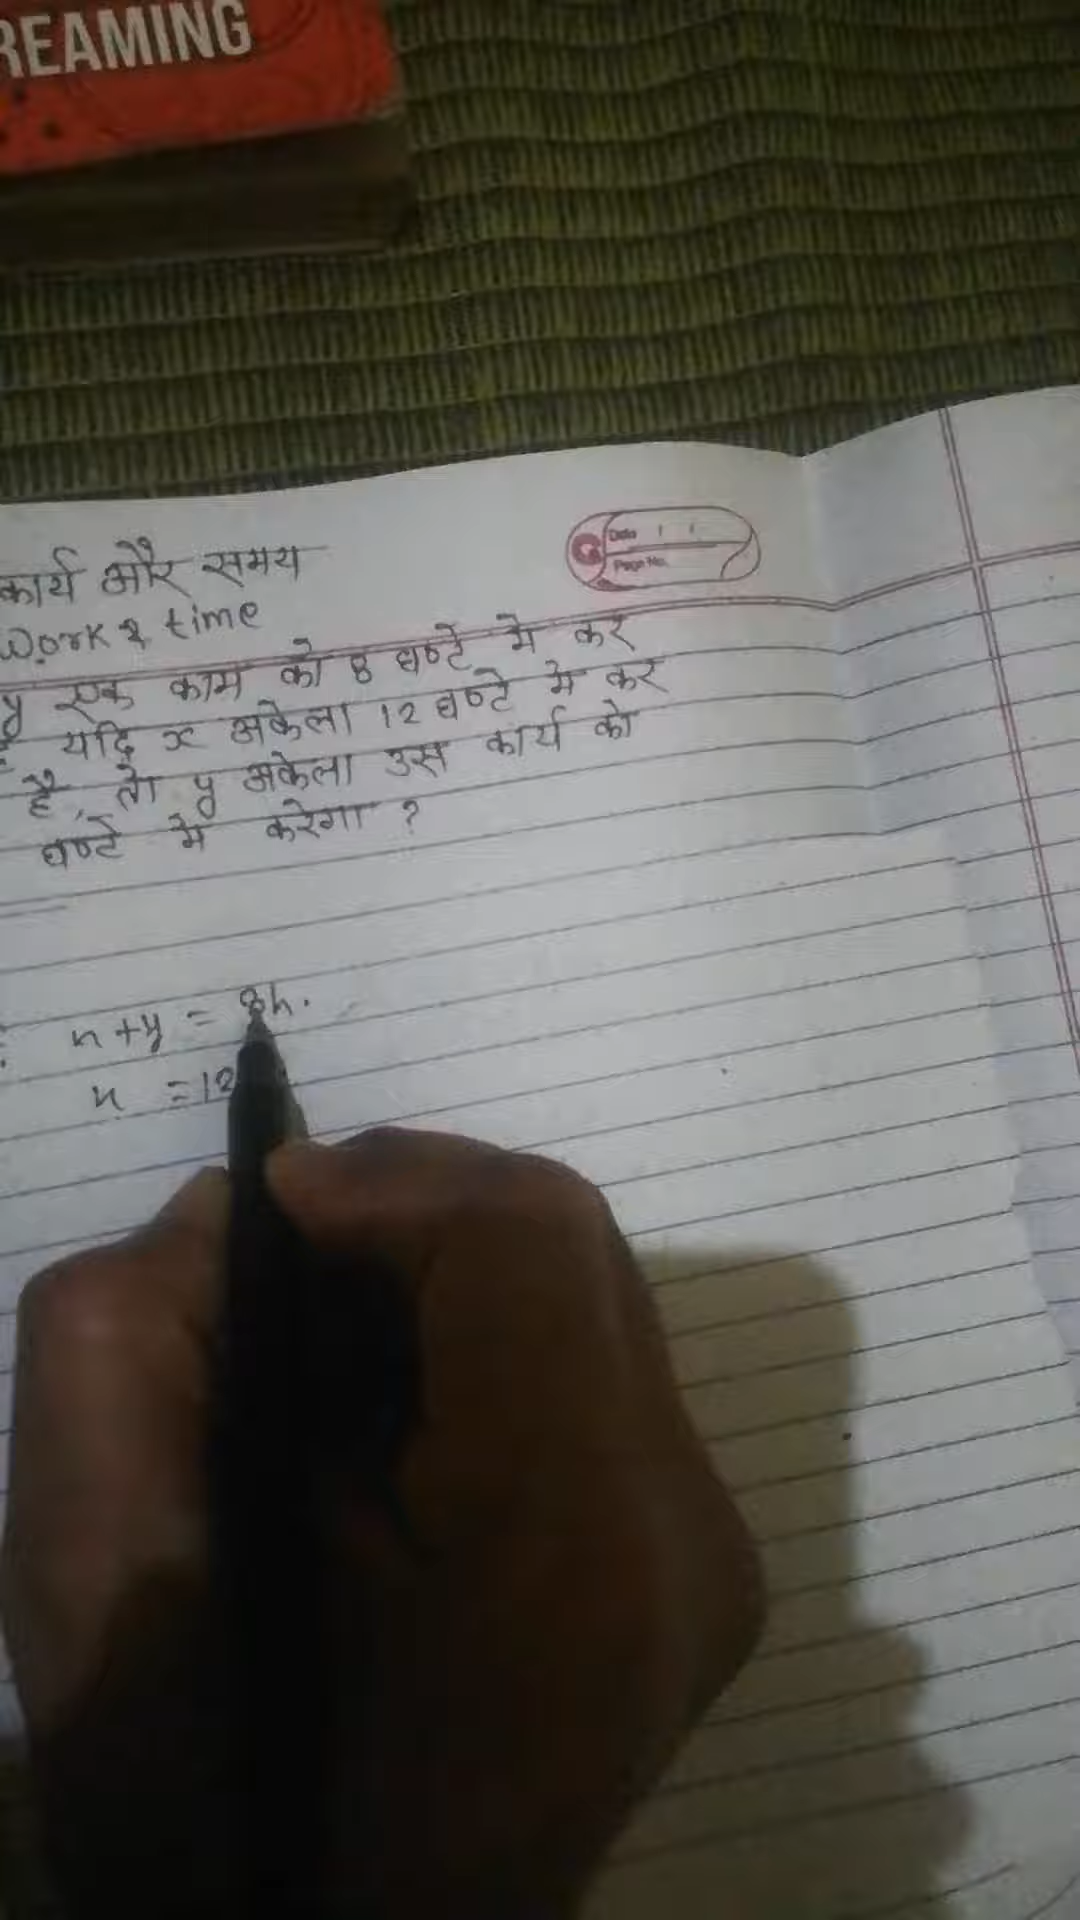 REAMING
कार्य और समय
Work & time
Date / /
Page No.
y एक काम को 8 घण्टे मे कर
यदि x अकेला 12 घण्टे मे कर
है, तो y अकेला उस कार्य को
घण्टे मे करेगा ?
x + y = 8h.
x = 12